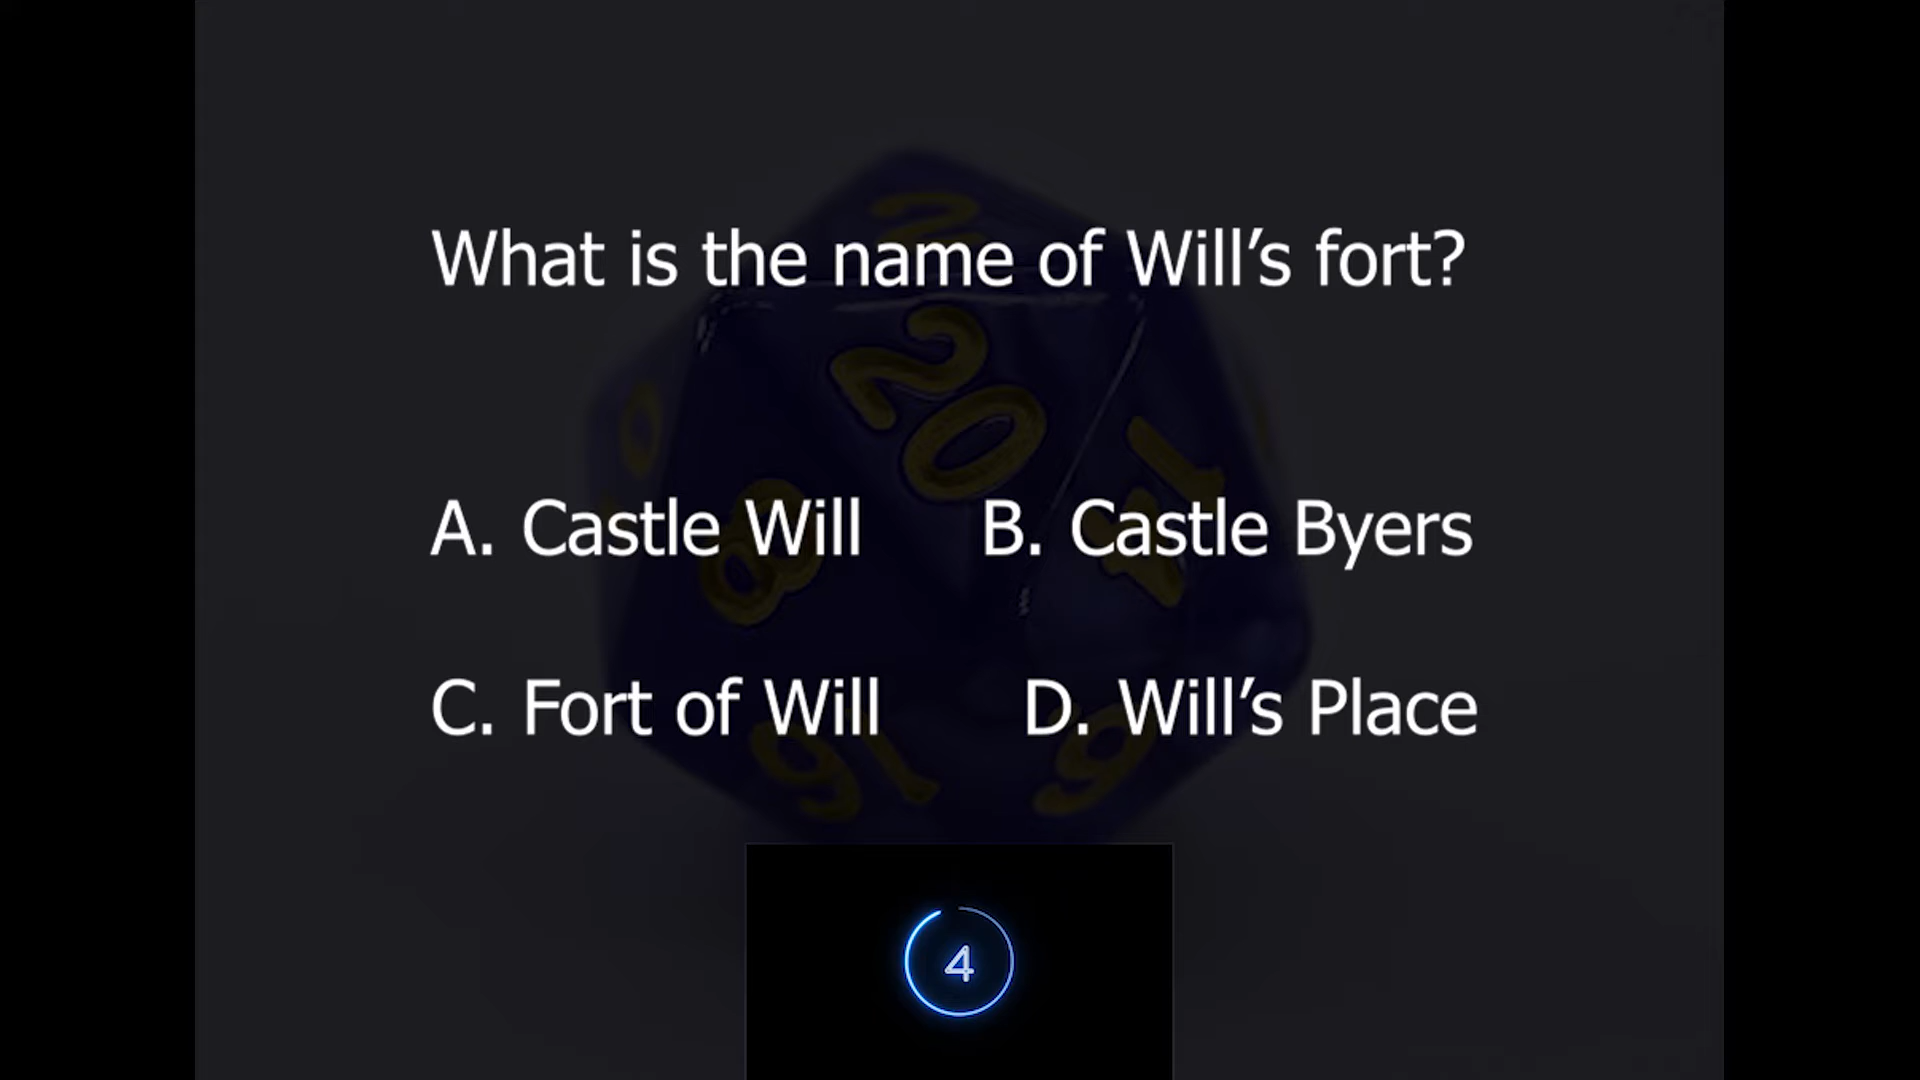 What is the name of Will’s fort?
A. Castle Will B. Castle Byers
C. Fort of Will D. Will’s Place
4